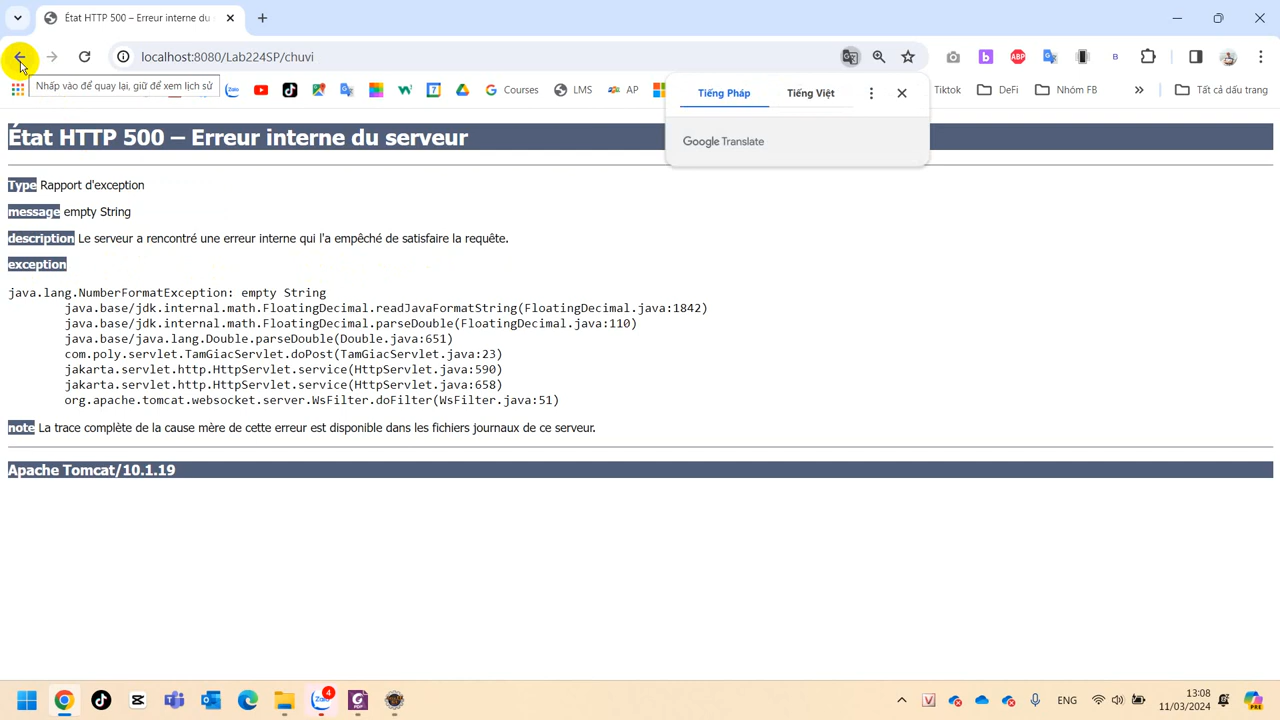 État HTTP 500 – Erreur interne du
localhost:8080/Lab224SP/chuvi
Nhấp vào để quay lại, giữ để xem lịch sử
Zalo
Courses
LMS
AP
Tiktok
DeFi
Nhóm FB
Tất cả dấu trang
Tiếng Pháp
Tiếng Việt
Google Translate
État HTTP 500 – Erreur interne du serveur
Type Rapport d'exception
message empty String
description Le serveur a rencontré une erreur interne qui l'a empêché de satisfaire la requête.
exception
java.lang.NumberFormatException: empty String
java.base/jdk.internal.math.FloatingDecimal.readJavaFormatString(FloatingDecimal.java:1842)
java.base/jdk.internal.math.FloatingDecimal.parseDouble(FloatingDecimal.java:110)
java.base/java.lang.Double.parseDouble(Double.java:651)
com.poly.servlet.TamGiacServlet.doPost(TamGiacServlet.java:23)
jakarta.servlet.http.HttpServlet.service(HttpServlet.java:590)
jakarta.servlet.http.HttpServlet.service(HttpServlet.java:658)
org.apache.tomcat.websocket.server.WsFilter.doFilter(WsFilter.java:51)
note La trace complète de la cause mère de cette erreur est disponible dans les fichiers journaux de ce serveur.
Apache Tomcat/10.1.19
4
ENG
13:08
11/03/2024